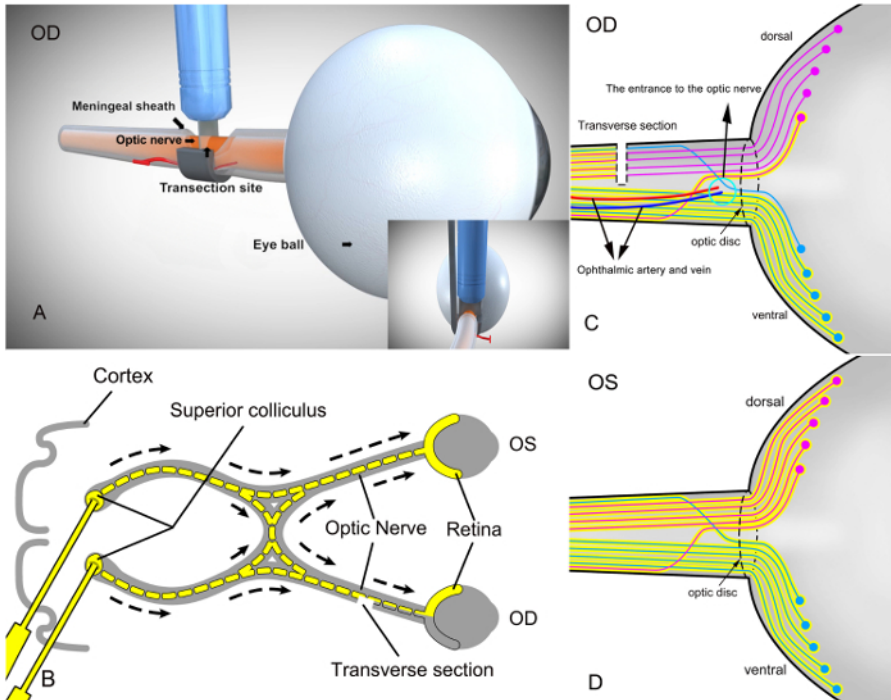 OD
Meningeal sheath
Optic nerve
Transection site
Eye ball
A
OD
dorsal
The entrance to the optic nerve
Transverse section
optic disc
Ophthalmic artery and vein
ventral
C
Cortex
Superior colliculus
OS
Optic Nerve
Retina
OD
Transverse section
B
OS
dorsal
optic disc
ventral
D